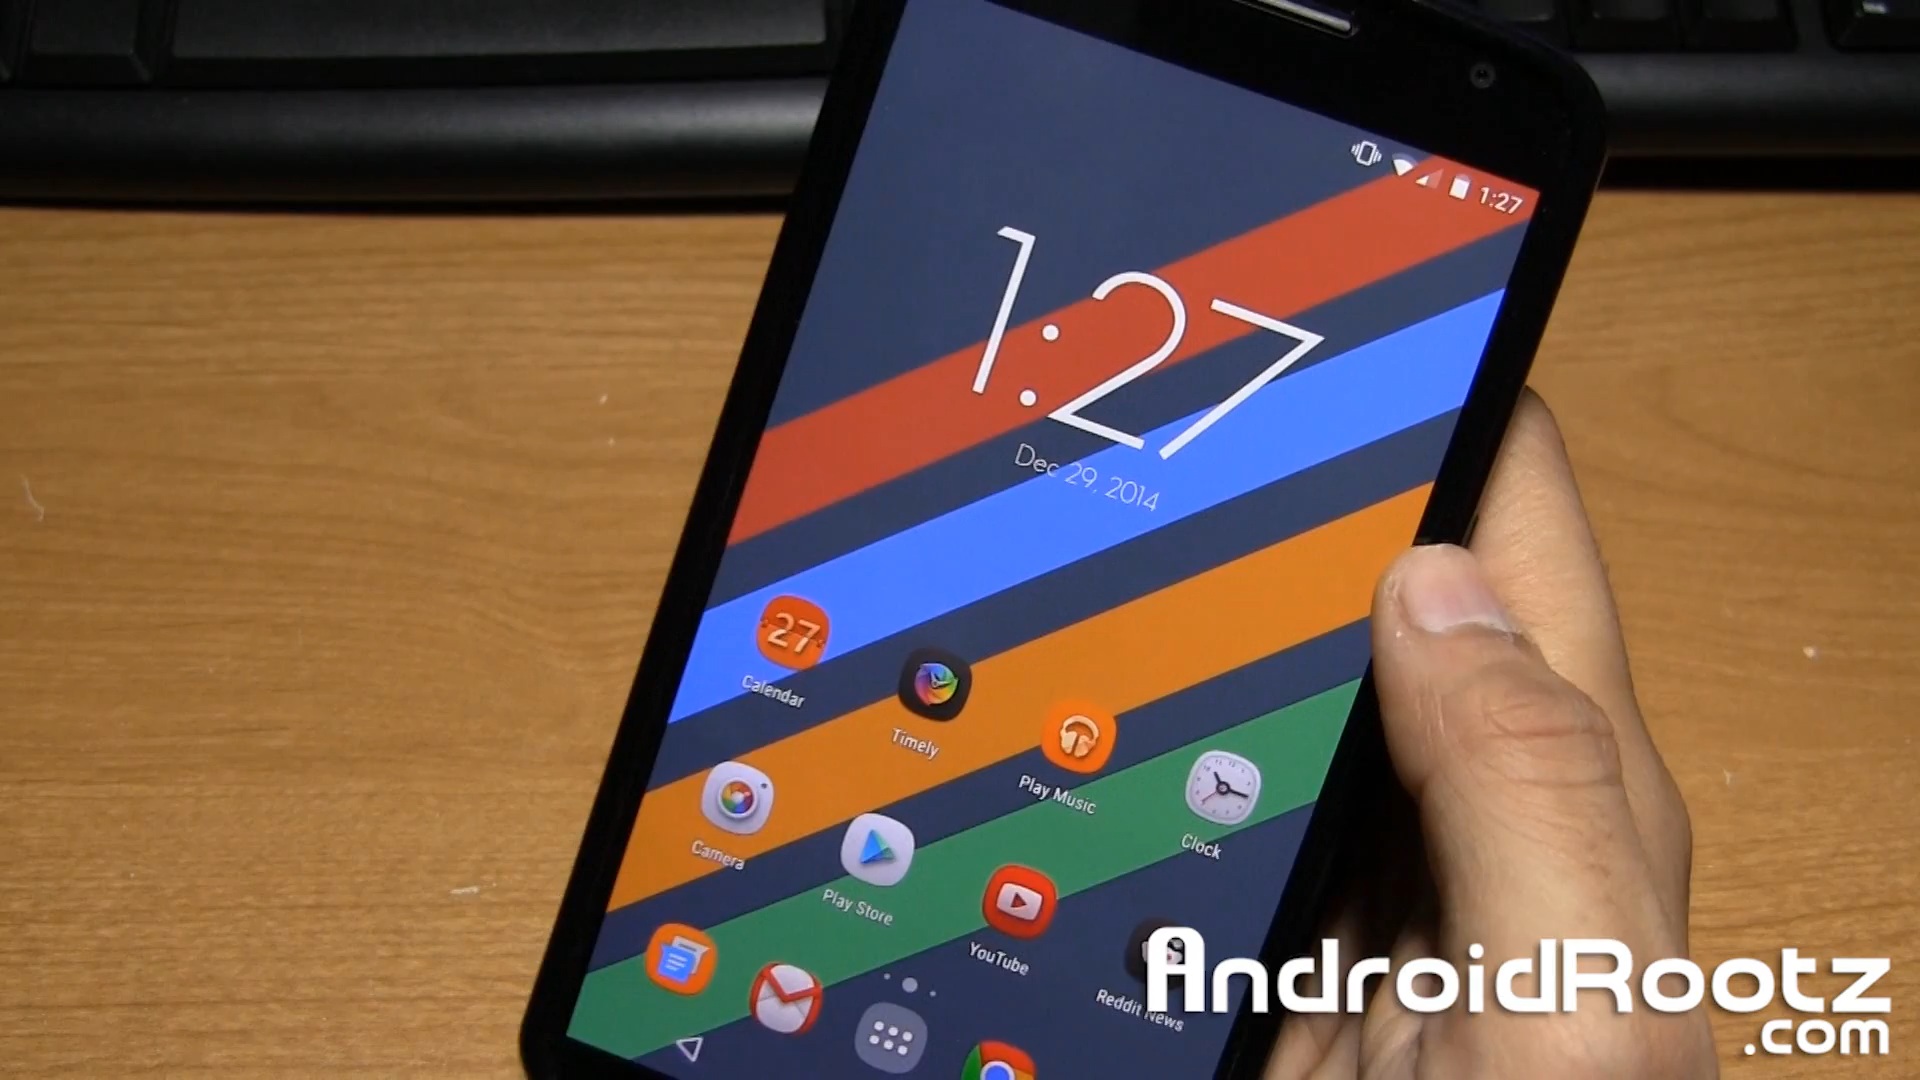 1:27
1:27
Dec 29, 2014
27
Calendar
Timely
Play Music
Clock
Camera
Play Store
YouTube
Reddit News
AndroidRootz
.com